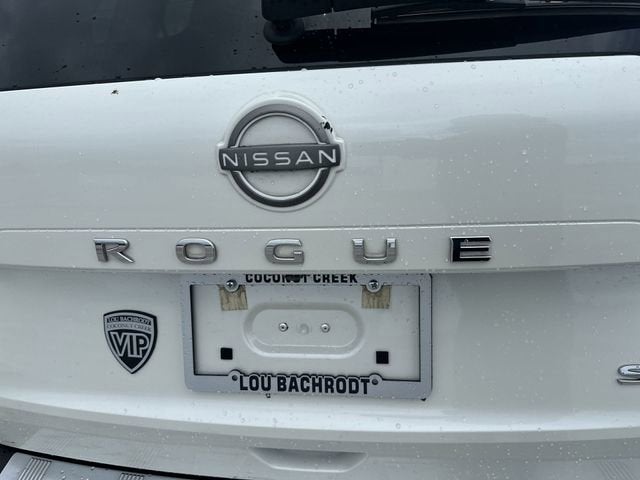 NISSAN
ROGUE
COCONUT CREEK
LOU BACHRODT
COCONUT CREEK
VIP
LOU BACHRODT
S